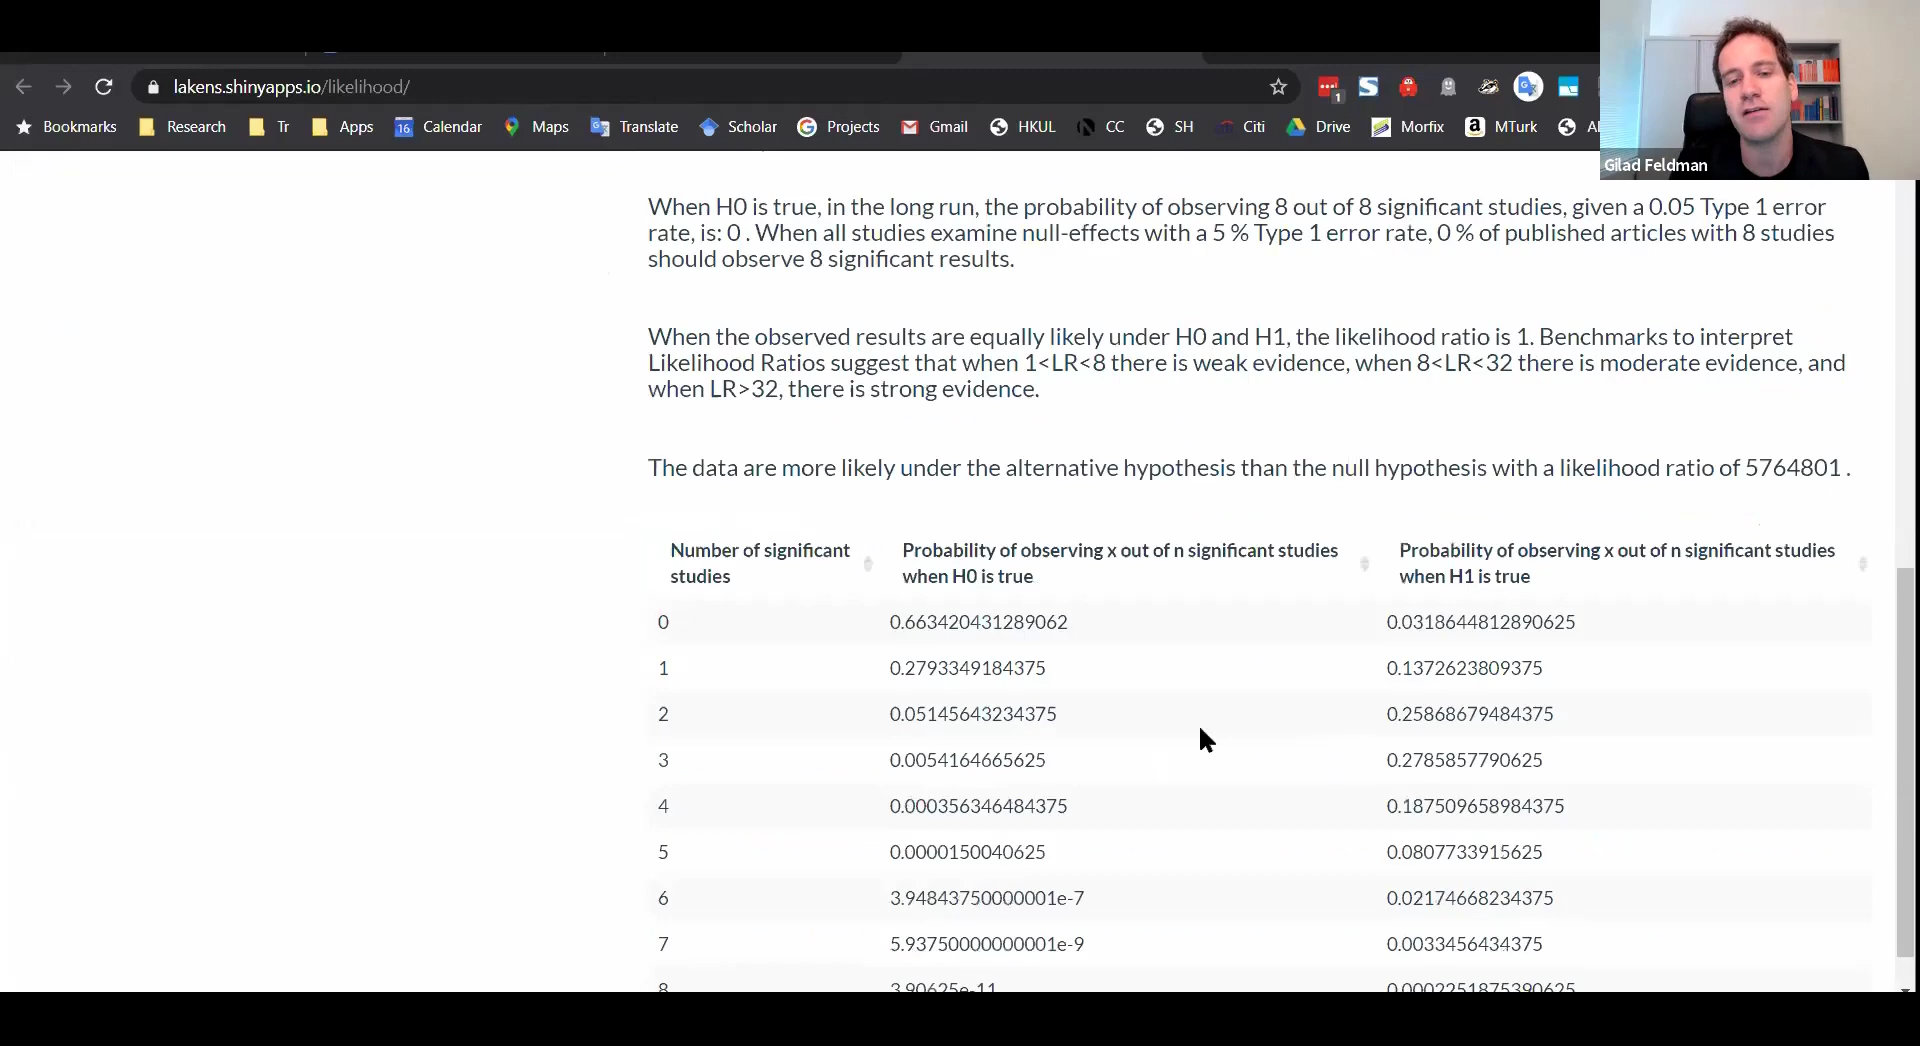 lakens.shinyapps.io/likelihood/
1
Bookmarks Research Tr Apps 16 Calendar Maps Translate Scholar Projects Gmail HKUL CC SH Citi Drive Morfix MTurk
Gilad Feldman
When H0 is true, in the long run, the probability of observing 8 out of 8 significant studies, given a 0.05 Type 1 error
rate, is: 0 . When all studies examine null-effects with a 5 % Type 1 error rate, 0 % of published articles with 8 studies
should observe 8 significant results.
When the observed results are equally likely under H0 and H1, the likelihood ratio is 1. Benchmarks to interpret
Likelihood Ratios suggest that when 1<LR<8 there is weak evidence, when 8<LR<32 there is moderate evidence, and
when LR>32, there is strong evidence.
The data are more likely under the alternative hypothesis than the null hypothesis with a likelihood ratio of 5764801 .
Number of significant studies
Probability of observing x out of n significant studies when H0 is true
Probability of observing x out of n significant studies when H1 is true
0 0.663420431289062 0.0318644812890625
1 0.2793349184375 0.1372623809375
2 0.05145643234375 0.25868679484375
3 0.0054164665625 0.2785857790625
4 0.000356346484375 0.187509658984375
5 0.0000150040625 0.0807733915625
6 3.94843750000001e-7 0.02174668234375
7 5.93750000000001e-9 0.0033456434375
8 3.90625e-11 0.0002251875390625